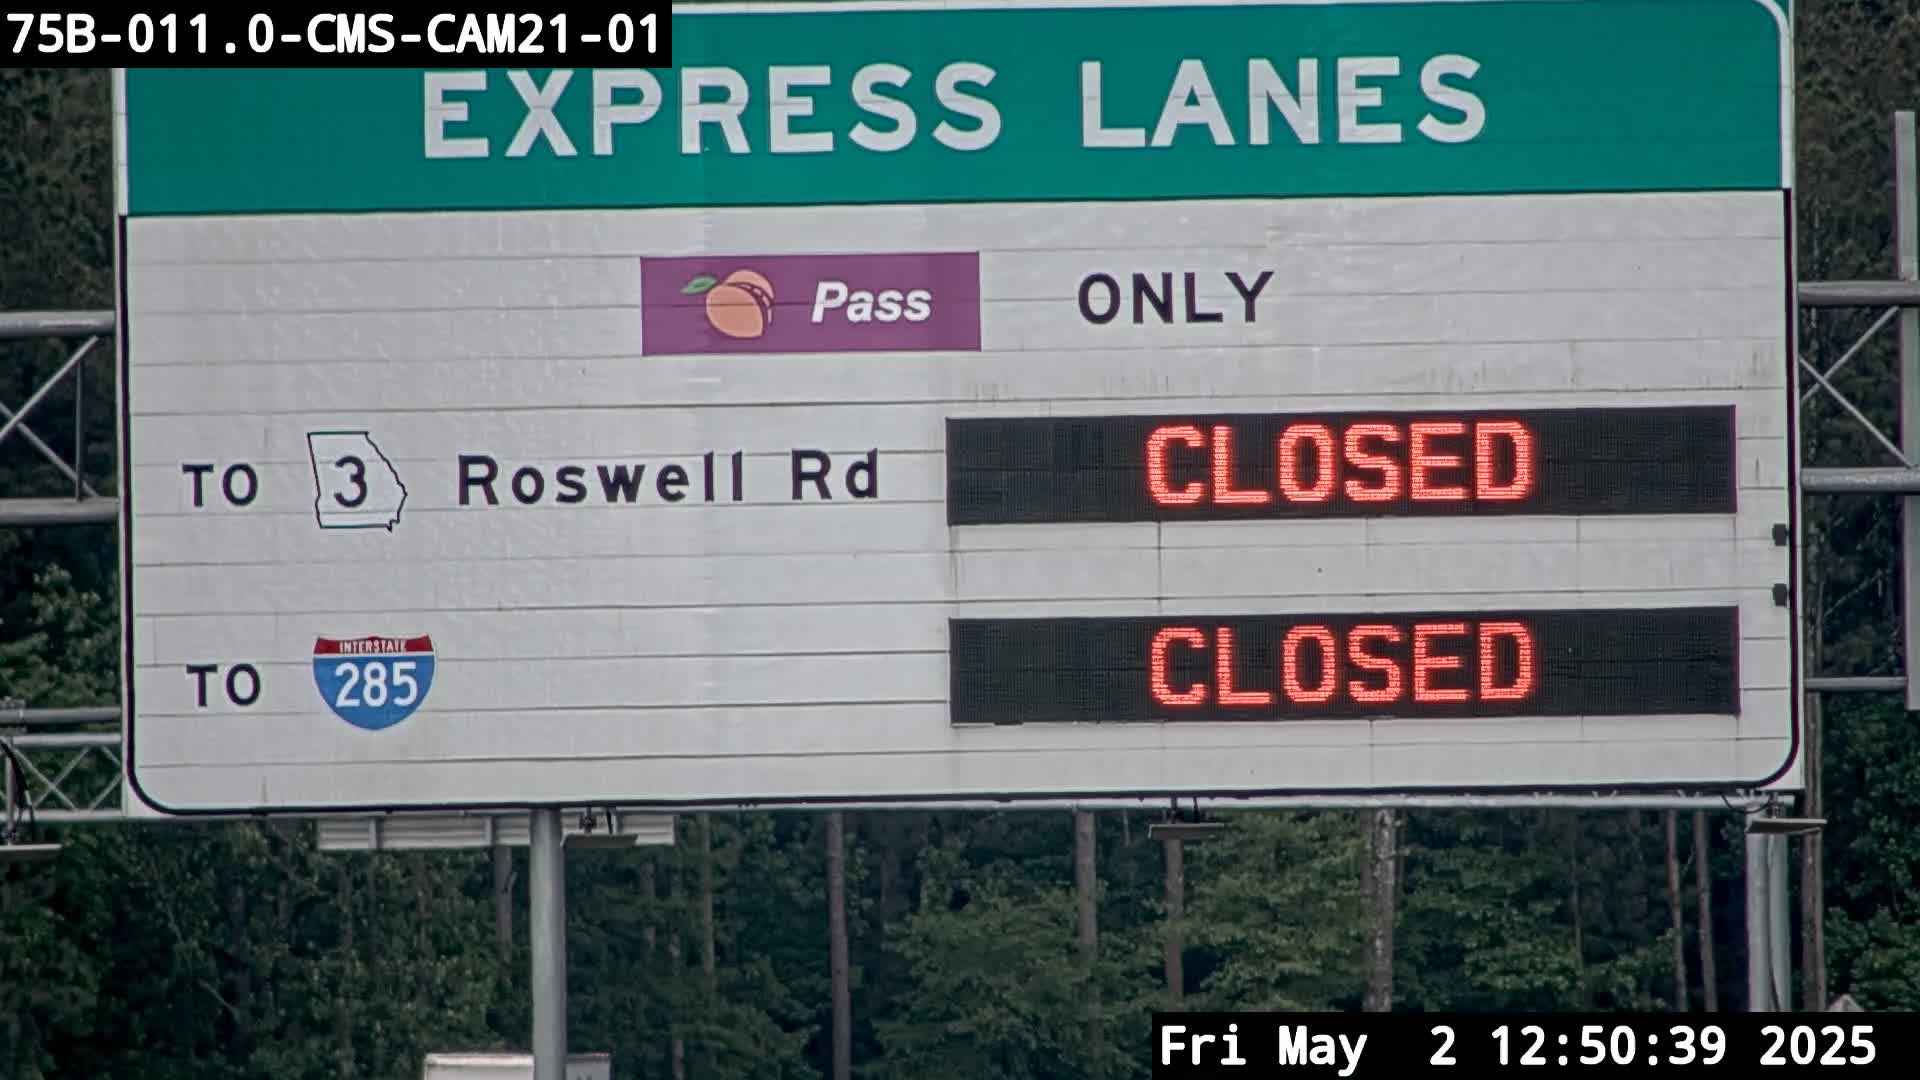 75B-011.0-CMS-CAM21-01
EXPRESS LANES
Pass ONLY
TO 3 Roswell Rd CLOSED
INTERSTATE
TO 285 CLOSED
Fri May 2 12:50:39 2025